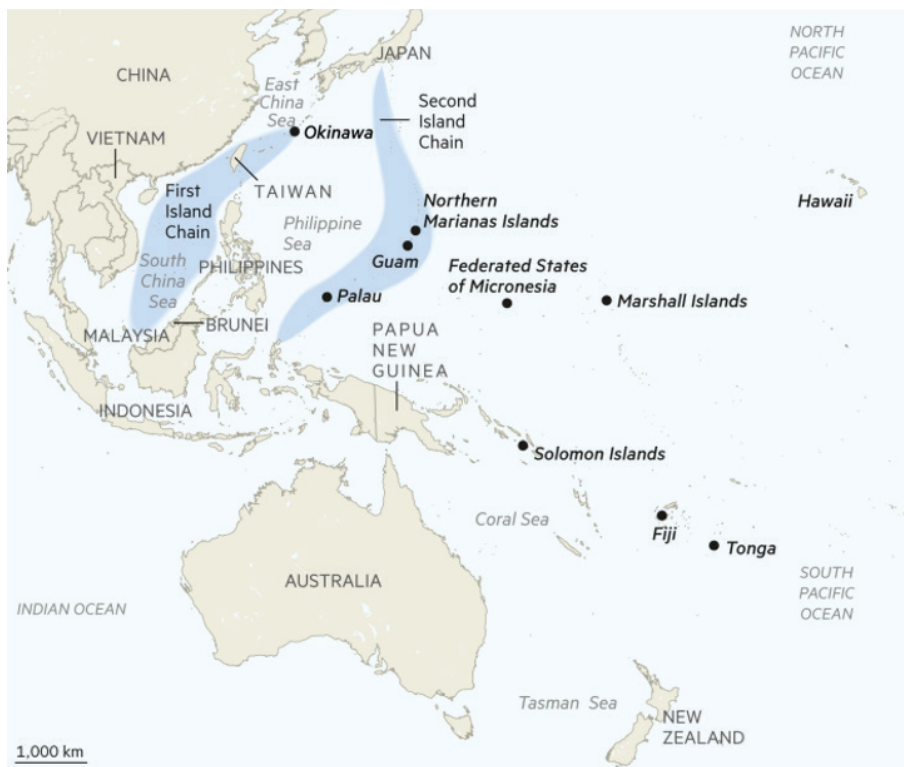 NORTH
PACIFIC
OCEAN
JAPAN
CHINA
East
China
Sea
Second
Island
Chain
Okinawa
VIETNAM
First
Island
Chain
TAIWAN
Hawaii
Northern
Marianas Islands
Philippine
Sea
Guam
South
China
Sea
PHILIPPINES
Federated States
of Micronesia
Palau
Marshall Islands
BRUNEI
MALAYSIA
PAPUA
NEW
GUINEA
INDONESIA
Solomon Islands
Coral Sea
Fiji
Tonga
AUSTRALIA
SOUTH
PACIFIC
OCEAN
INDIAN OCEAN
Tasman Sea
NEW
ZEALAND
1,000 km